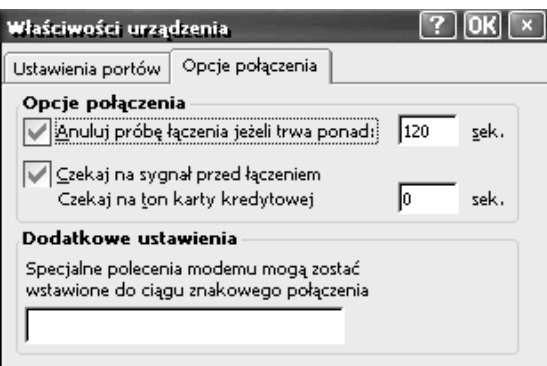 Właściwości urządzenia ? OK ×
Ustawienia portów Opcje połączenia
Opcje połączenia
Anuluj próbę łączenia jeżeli trwa ponad: 120 sek.
Czekaj na sygnał przed łączeniem
Czekaj na ton karty kredytowej 0 sek.
Dodatkowe ustawienia
Specjalne polecenia modemu mogą zostać
wstawione do ciągu znakowego połączenia